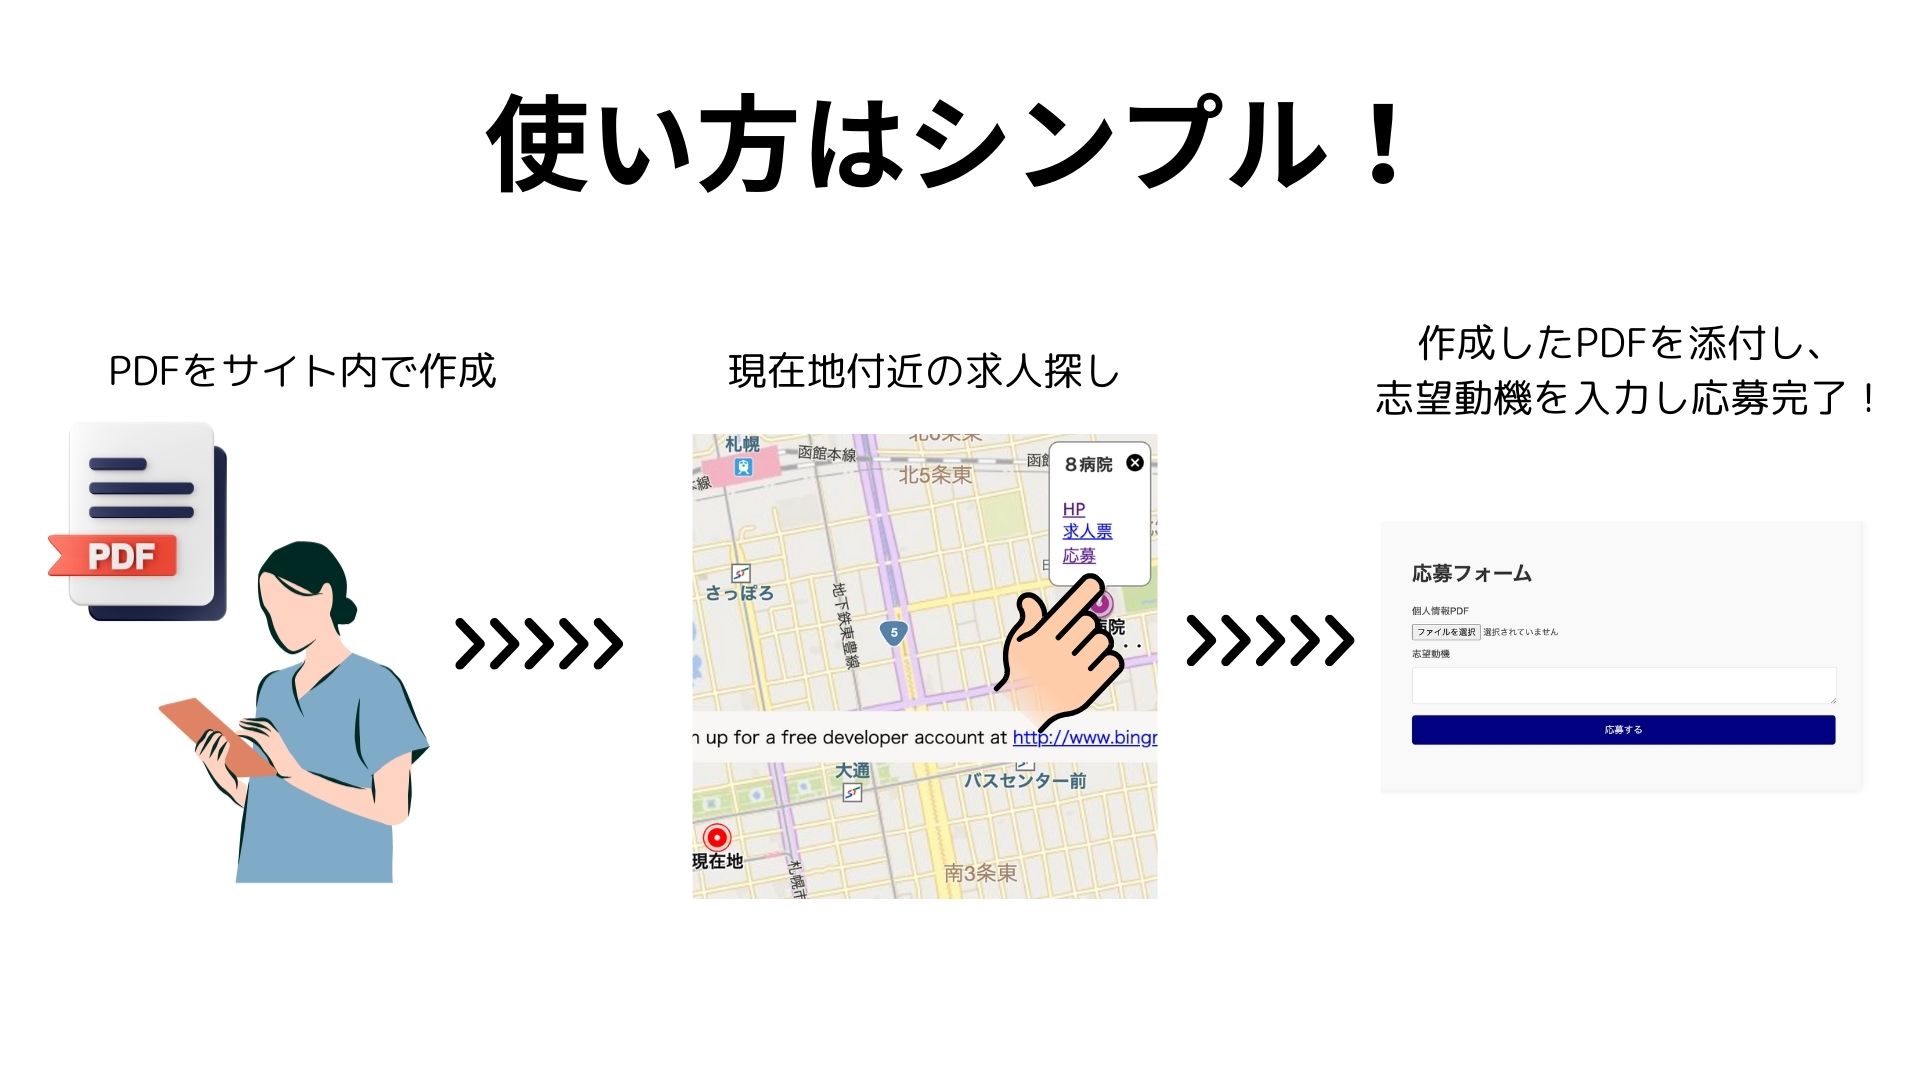 使い方はシンプル！
PDFをサイト内で作成
PDF
現在地付近の求人探し
札幌
函館本線
北5条東
８病院
HP
求人票
応募
さっぽろ
地下鉄東豊線
5
病院
n up for a free developer account at http://www.bingr
大通
バスセンター前
現在地
南3条東
札幌市
作成したPDFを添付し、
志望動機を入力し応募完了！
応募フォーム
個人情報PDF
ファイルを選択 選択されていません
志望動機
応募する